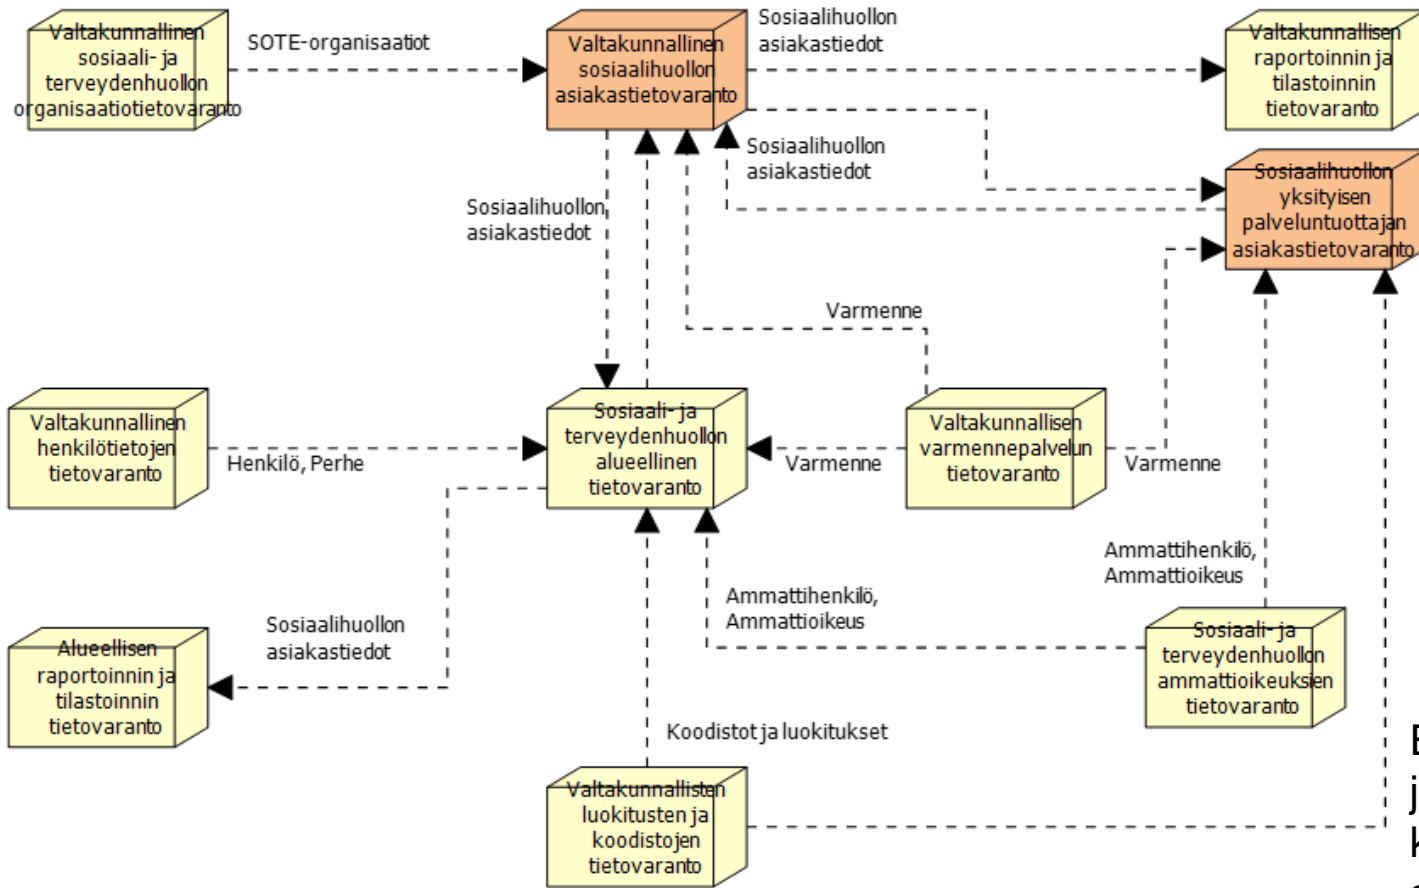 Valtakunnallinen
sosiaali- ja
terveydenhuollon
organisaatiotietovaranto
SOTE-organisaatiot
Valtakunnallinen
sosiaalihuollon
asiakastietovaranto
Sosiaalihuollon
asiakastiedot
Valtakunnallisen
raportoinnin ja
tilastoinnin
tietovaranto
Sosiaalihuollon
asiakastiedot
Sosiaalihuollon
yksityisen
palveluntuottajan
asiakastietovaranto
Sosiaalihuollon
asiakastiedot
Varmenne
Valtakunnallinen
henkilötietojen
tietovaranto
Henkilö, Perhe
Sosiaali- ja
terveydenhuollon
alueellinen
tietovaranto
Varmenne
Valtakunnallisen
varmennepalvelun
tietovaranto
Varmenne
Ammattihenkilö,
Ammattioikeus
Ammattihenkilö,
Ammattioikeus
Sosiaali- ja
terveydenhuollon
ammattioikeuksien
tietovaranto
Sosiaalihuollon
asiakastiedot
Alueellisen
raportoinnin ja
tilastoinnin
tietovaranto
Koodistot ja luokitukset
Valtakunnallisten
luokitusten ja
koodistojen
tietovaranto